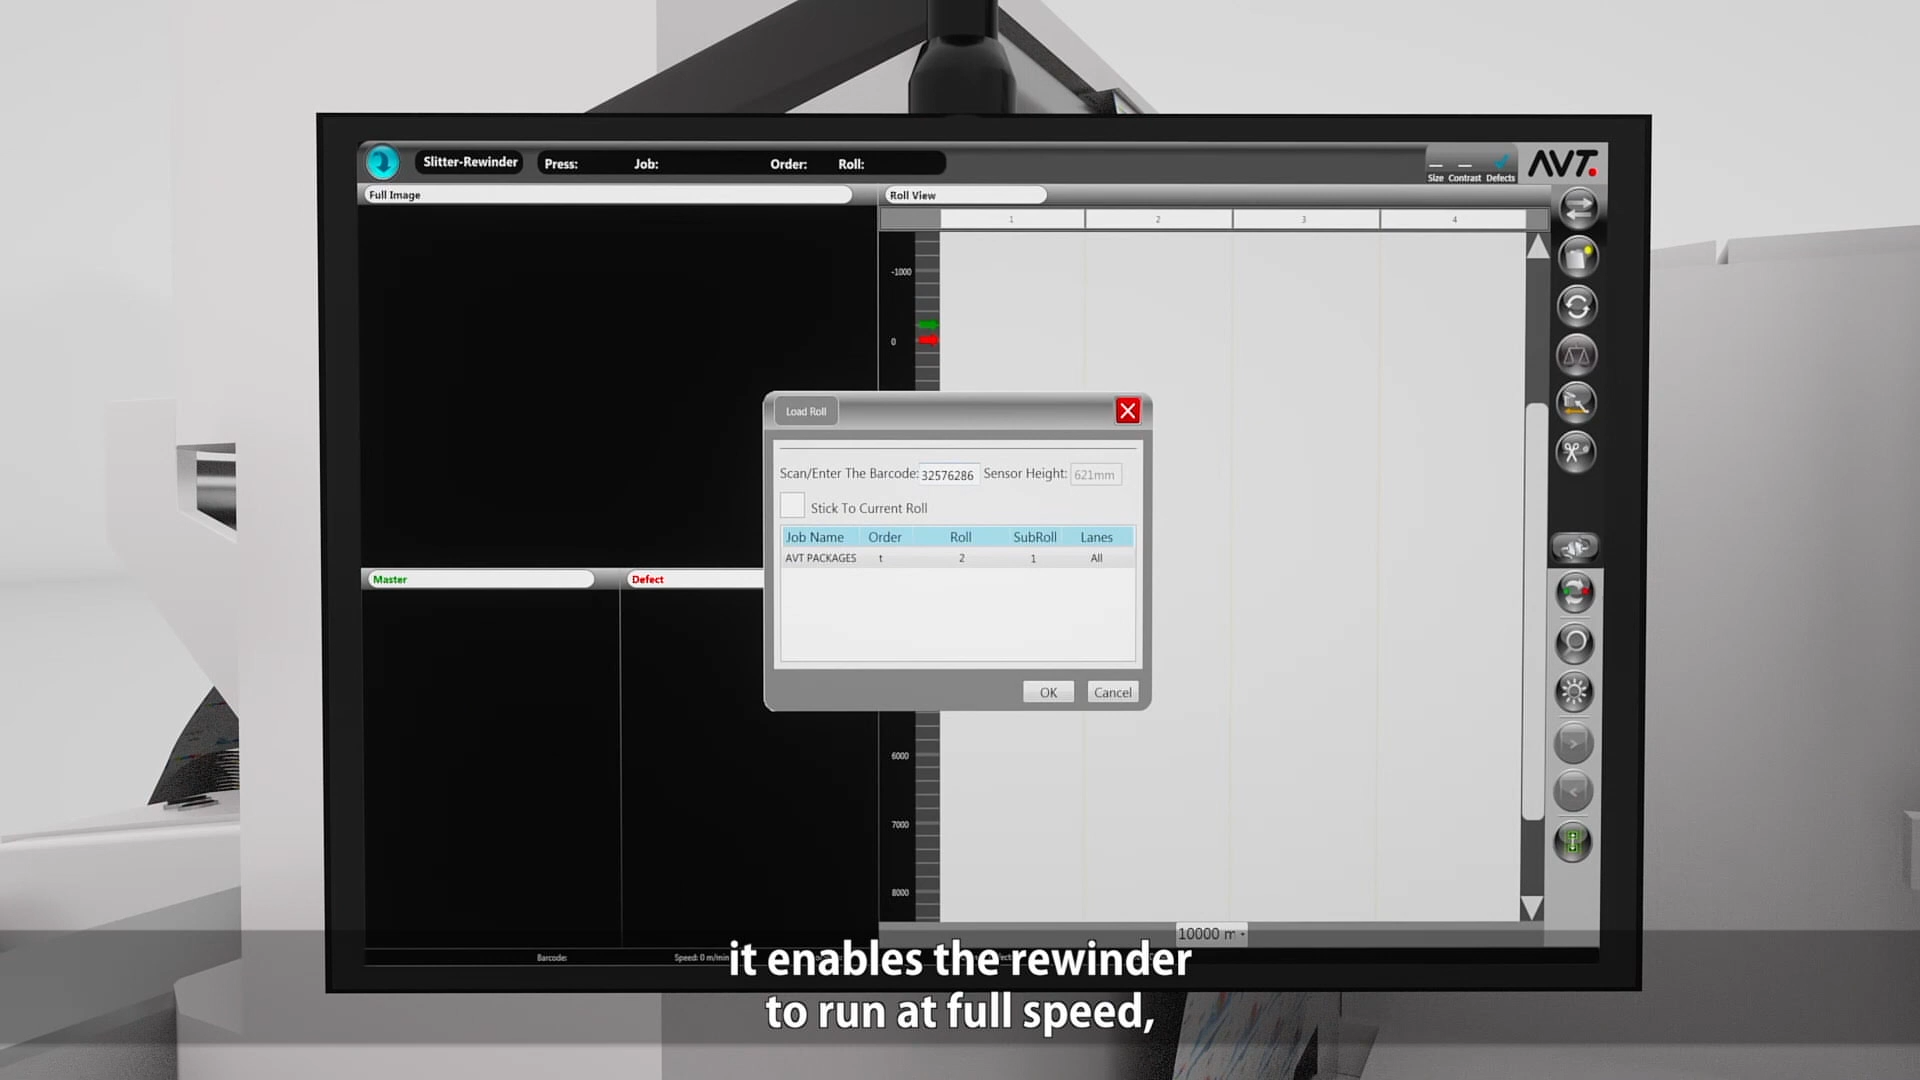 Slitter-Rewinder
Press:
Job:
Order:
Roll:
Size
Contrast
Defects
AVT.
Full Image
Roll View
1
2
3
4
-1000
0
Load Roll
Scan/Enter The Barcode: 32576286 Sensor Height: 621mm
Stick To Current Roll
Job Name Order Roll SubRoll Lanes
AVT PACKAGES t 2 1 All
OK
Cancel
Master
Defect
6000
7000
8000
10000 m
Barcode:
Speed: 0 m/min
it enables the rewinder
to run at full speed,